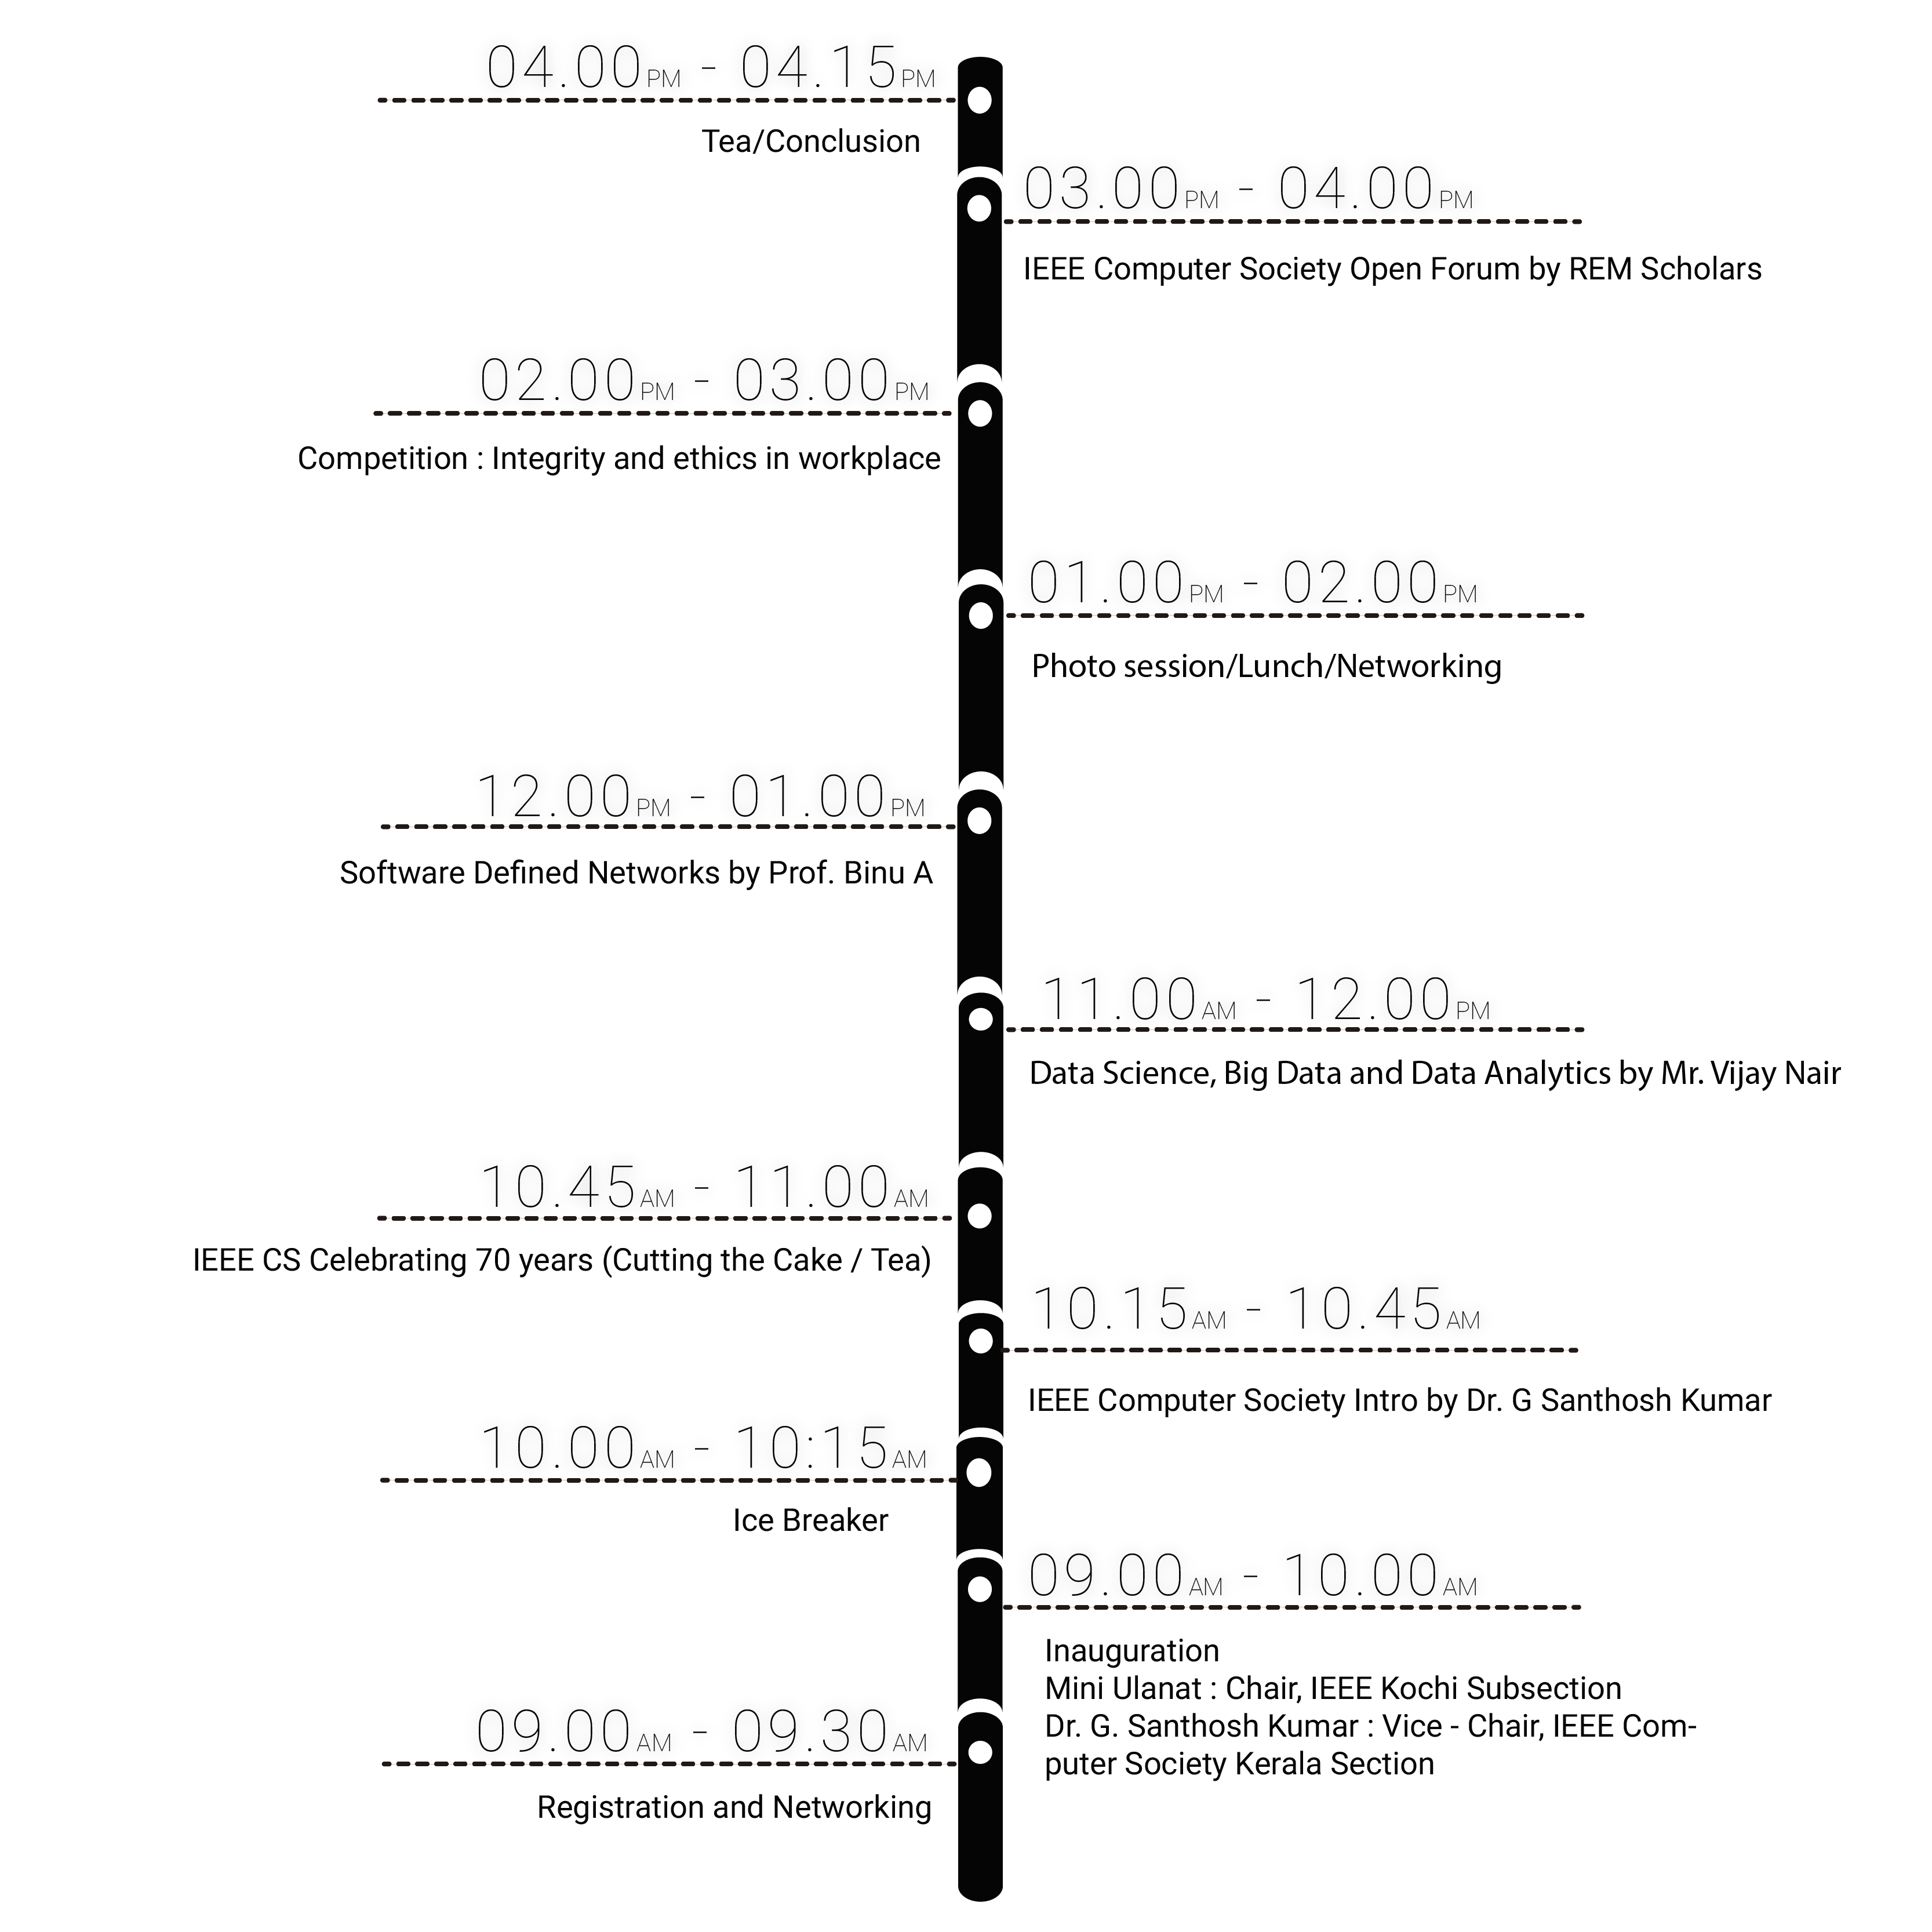 04.00PM - 04.15PM
Tea/Conclusion
03.00PM - 04.00PM
IEEE Computer Society Open Forum by REM Scholars
02.00PM - 03.00PM
Competition : Integrity and ethics in workplace
01.00PM - 02.00PM
Photo session/Lunch/Networking
12.00PM - 01.00PM
Software Defined Networks by Prof. Binu A
11.00AM - 12.00PM
Data Science, Big Data and Data Analytics by Mr. Vijay Nair
10.45AM - 11.00AM
IEEE CS Celebrating 70 years (Cutting the Cake / Tea)
10.15AM - 10.45AM
IEEE Computer Society Intro by Dr. G Santhosh Kumar
10.00AM - 10:15AM
Ice Breaker
09.00AM - 10.00AM
Inauguration
Mini Ulanat : Chair, IEEE Kochi Subsection
Dr. G. Santhosh Kumar : Vice - Chair, IEEE Com-
puter Society Kerala Section
09.00AM - 09.30AM
Registration and Networking